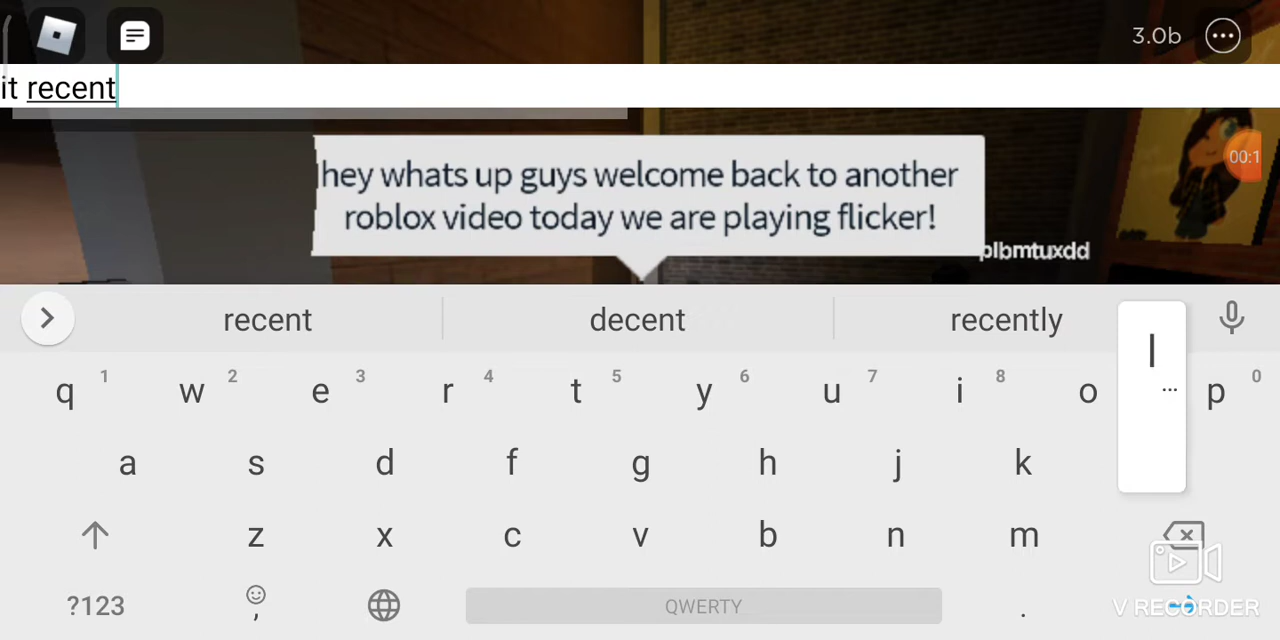 3.0b
it recent
00:1
hey whats up guys welcome back to another
roblox video today we are playing flicker!
plbmtuxdd
recent decent recently
l
...
q 1 w 2 e 3 r 4 t 5 y 6 u 7 i 8 o p 0
a s d f g h j k
z x c v b n m
?123 , QWERTY .
V RECORDER